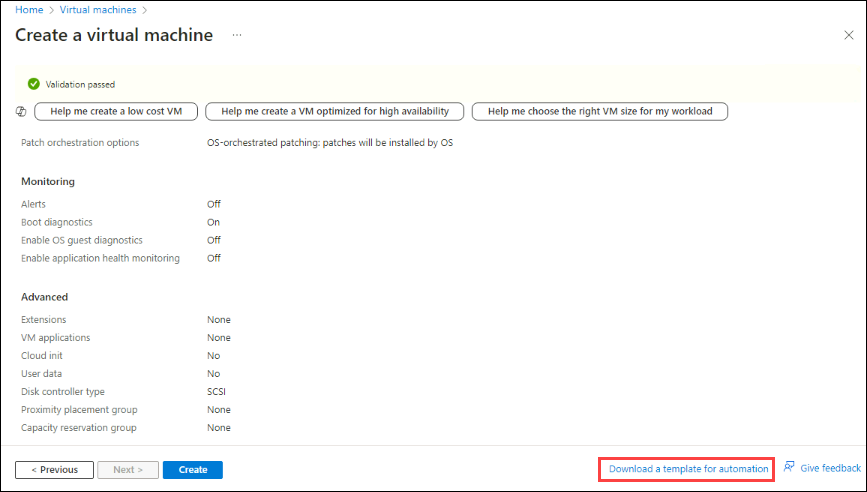 Home > Virtual machines >
Create a virtual machine ...
Validation passed
Help me create a low cost VM Help me create a VM optimized for high availability Help me choose the right VM size for my workload
Patch orchestration options OS-orchestrated patching: patches will be installed by OS
Monitoring
Alerts Off
Boot diagnostics On
Enable OS guest diagnostics Off
Enable application health monitoring Off
Advanced
Extensions None
VM applications None
Cloud init No
User data No
Disk controller type SCSI
Proximity placement group None
Capacity reservation group None
< Previous Next > Create Download a template for automation Give feedback